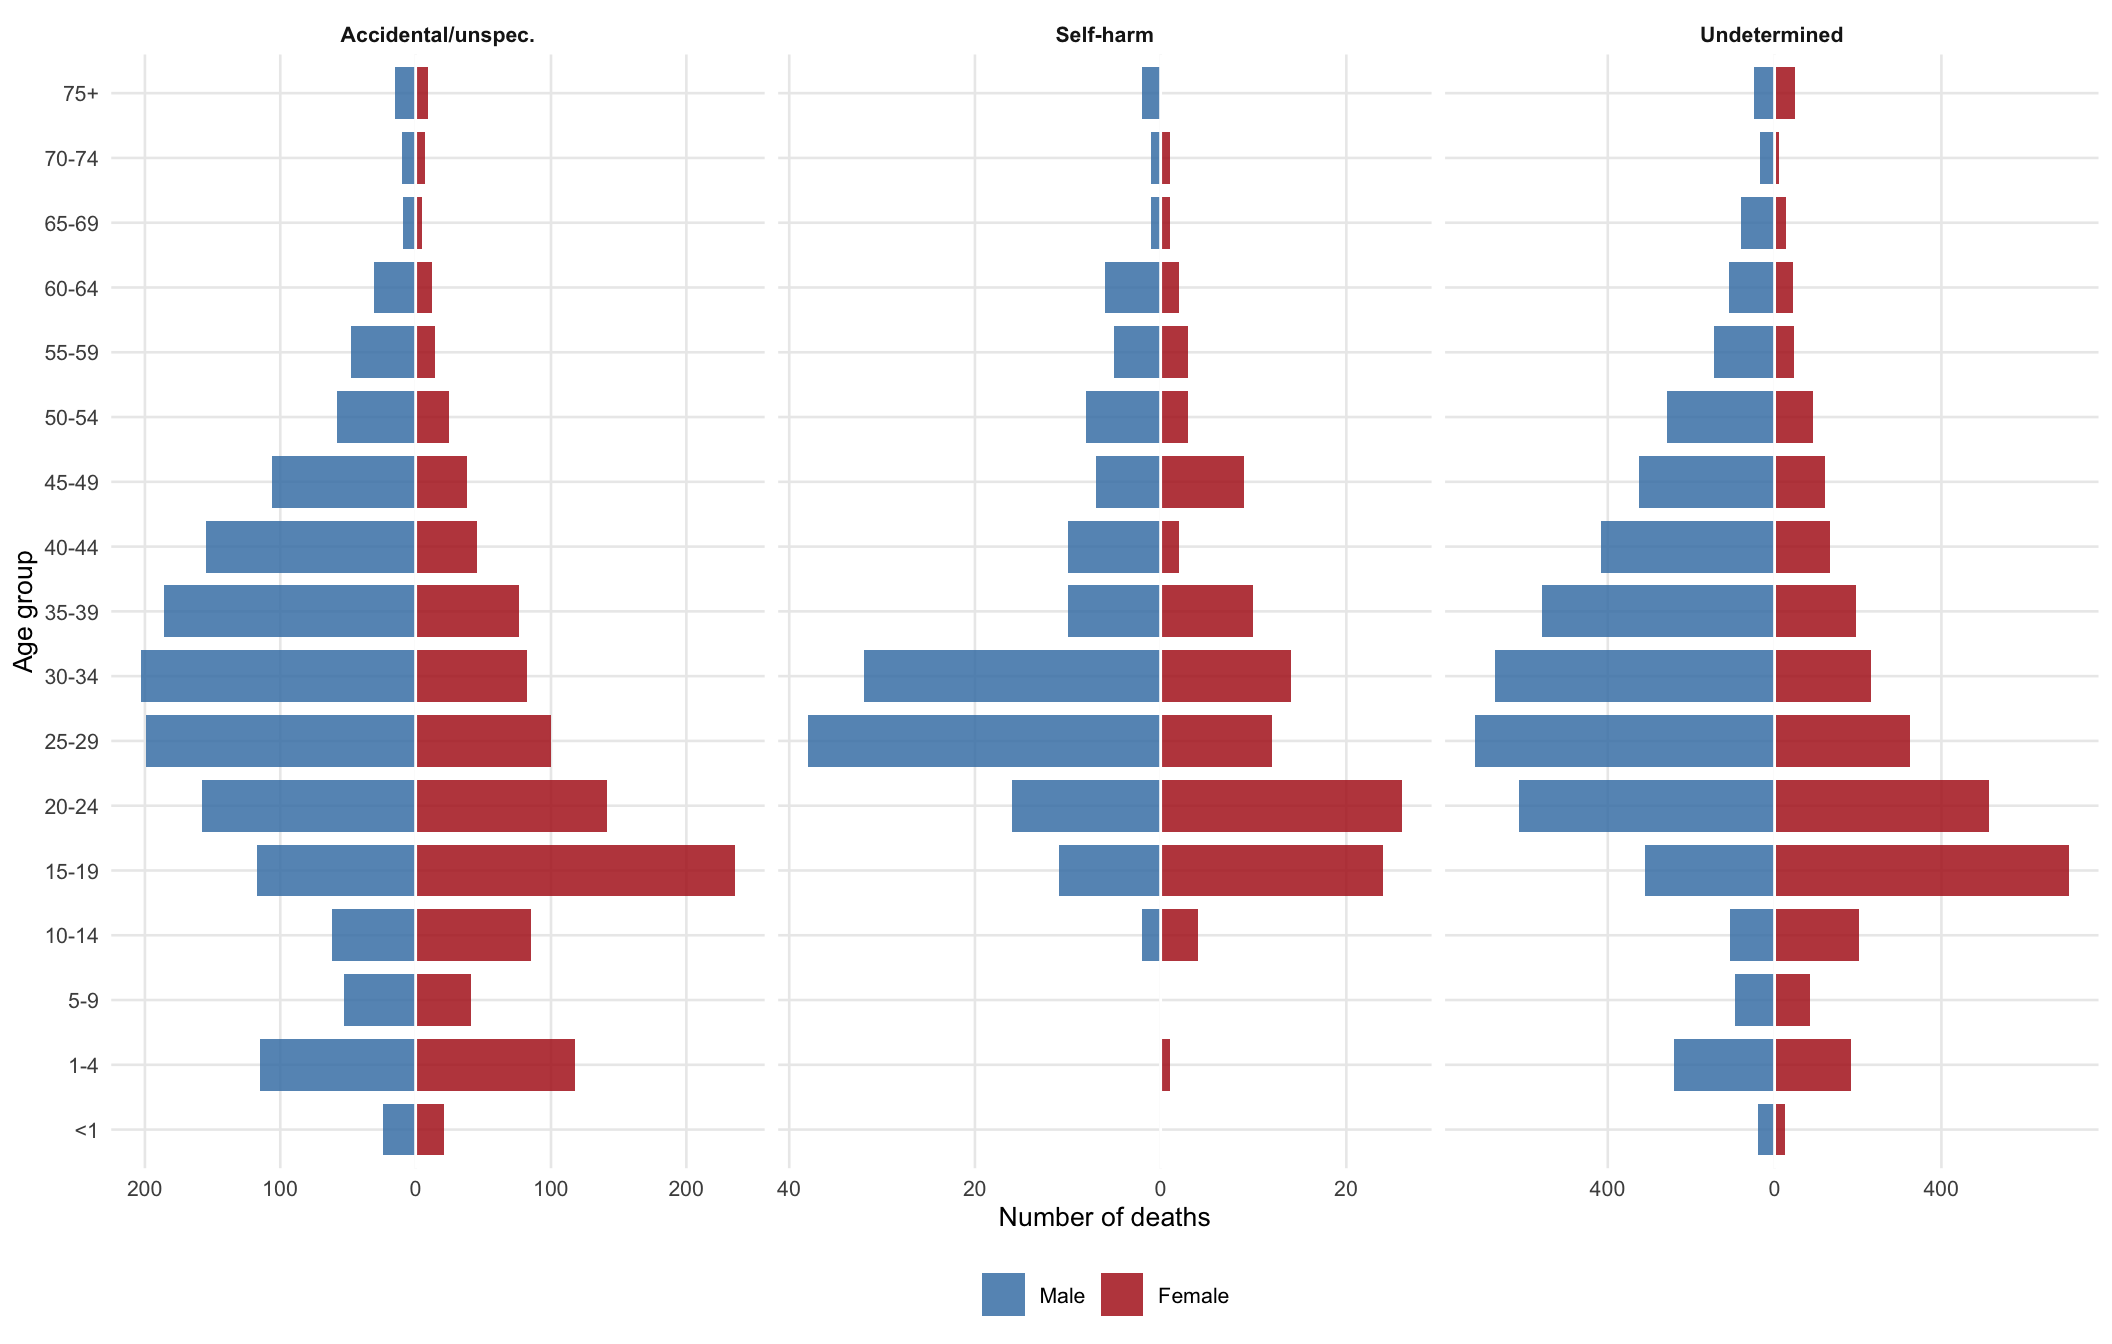 Accidental/unspec.
Self-harm
Undetermined
Age group
75+
70-74
65-69
60-64
55-59
50-54
45-49
40-44
35-39
30-34
25-29
20-24
15-19
10-14
5-9
1-4
<1
200 100 0 100 200
40 20 0 20
400 0 400
Number of deaths
Male Female